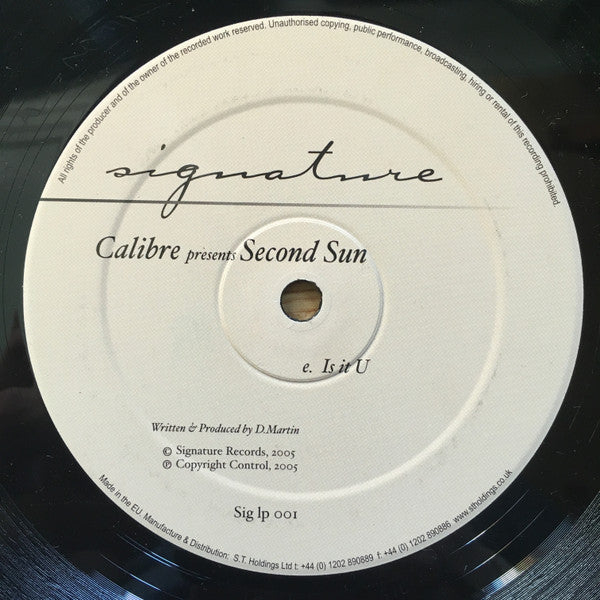 All rights of the producer and of the owner of the recorded work reserved. Unauthorised copying, public performance, broadcasting, hiring or rental of this recording prohibited.
signature
Calibre presents Second Sun
e. Is it U
Written & Produced by D.Martin
© Signature Records, 2005
℗ Copyright Control, 2005
Sig lp 001
Made in the EU. Manufacture & Distribution: S.T. Holdings Ltd t: +44 (0) 1202 890889 f: +44 (0) 1202 890886 www.stholdings.co.uk